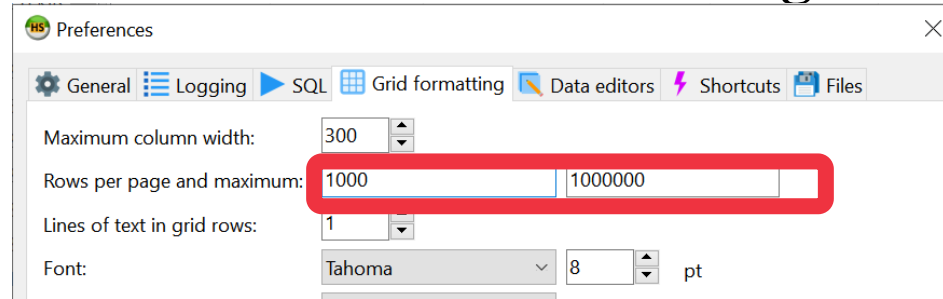 HS Preferences
General Logging SQL Grid formatting Data editors Shortcuts Files
Maximum column width: 300
Rows per page and maximum: 1000 1000000
Lines of text in grid rows: 1
Font: Tahoma 8 pt